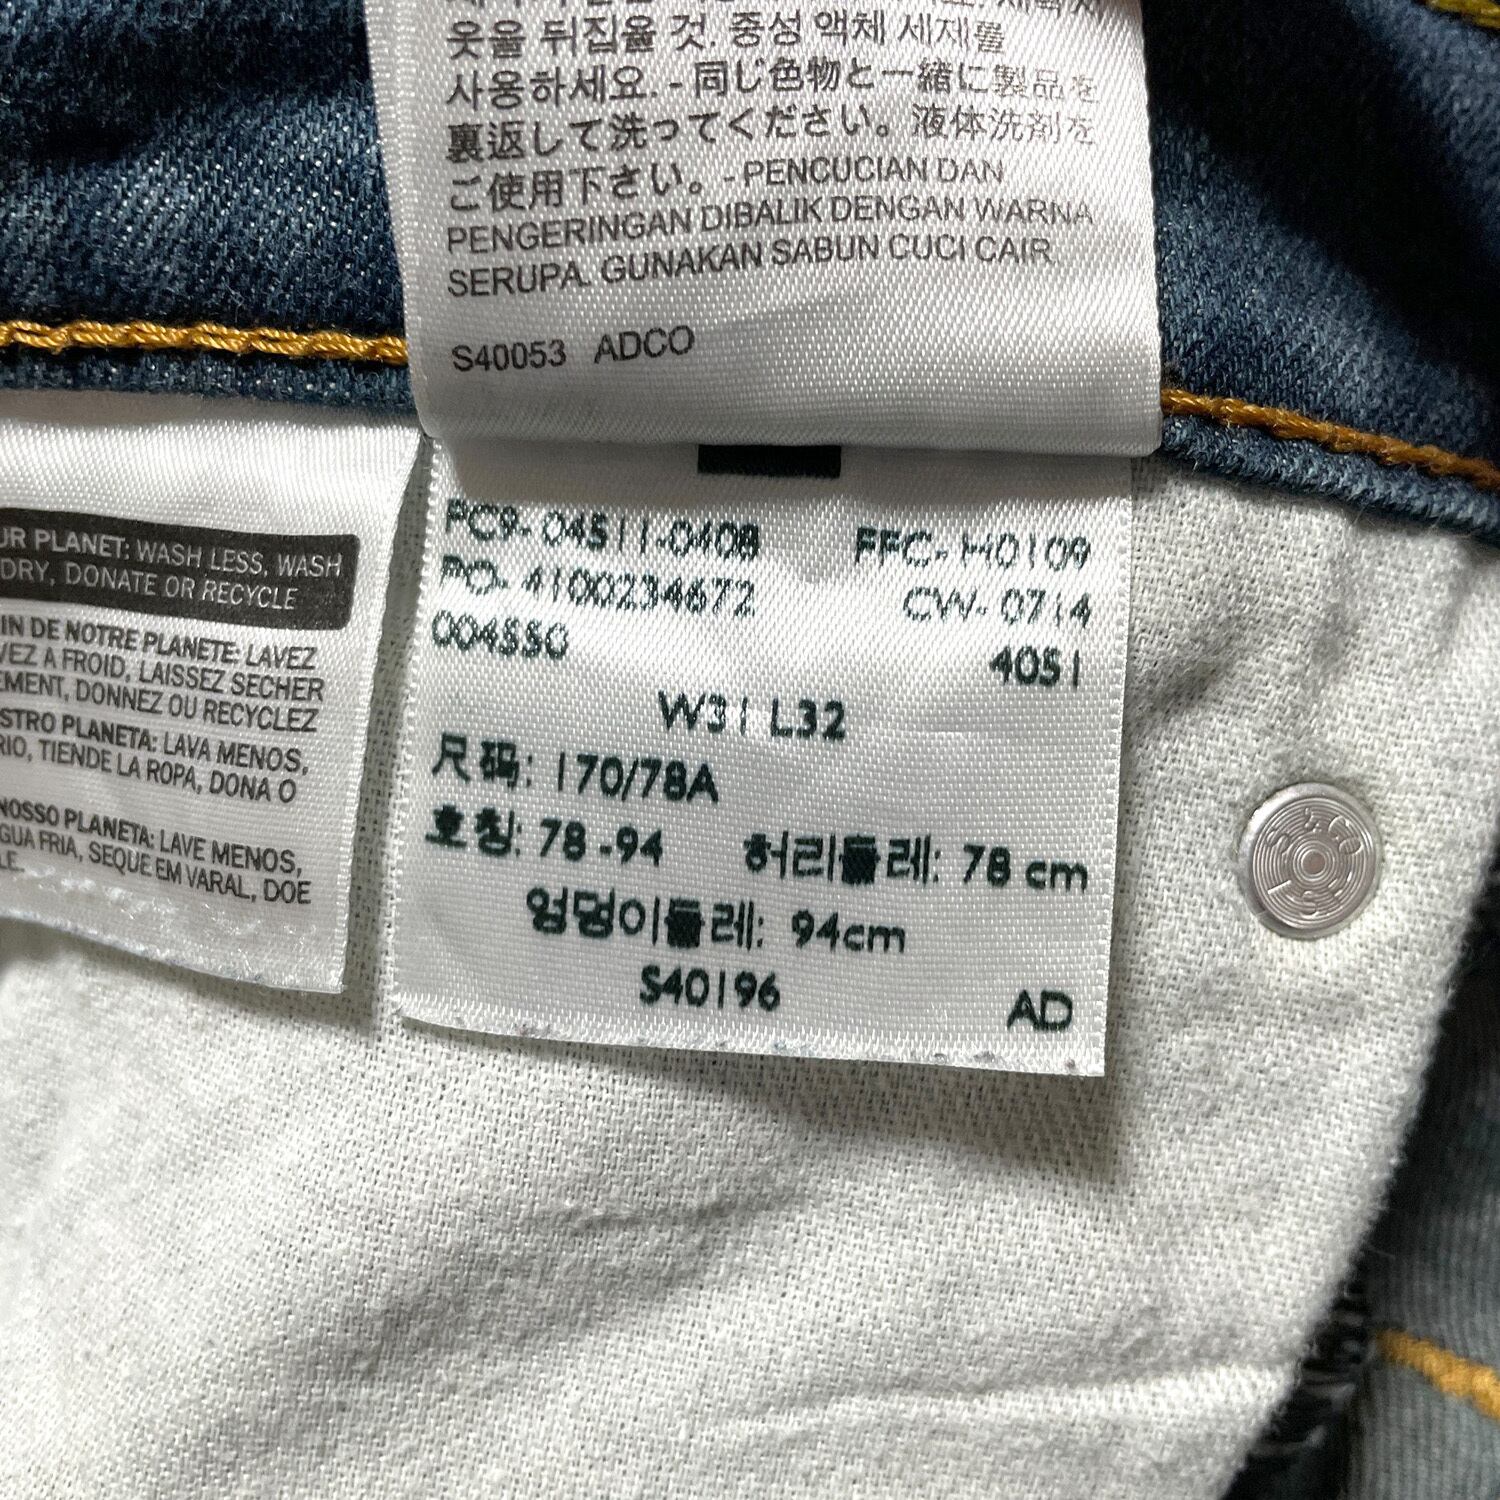 옷을 뒤집을 것. 중성 액체 세제를
사용하세요. - 同じ色物と一緒に製品を
裏返して洗ってください。液体洗剤を
ご使用下さい。- PENCUCIAN DAN
PENGERINGAN DIBALIK DENGAN WARNA
SERUPA. GUNAKAN SABUN CUCI CAIR
S40053 ADCO
UR PLANET: WASH LESS, WASH
DRY, DONATE OR RECYCLE
IN DE NOTRE PLANETE: LAVEZ
VEZ A FROID, LAISSEZ SECHER
EMENT, DONNEZ OU RECYCLEZ
STRO PLANETA: LAVA MENOS,
RIO, TIENDE LA ROPA, DONA O
NOSSO PLANETA: LAVE MENOS,
GUA FRIA, SEQUE EM VARAL, DOE
LE.
PC9-04511-0408 FFC-H0109
PO-4100234672 CW-0714
004SSG 4051
W31 L32
尺码: 170/78A
호칭: 78-94 허리둘레: 78 cm
엉덩이둘레: 94cm
S40196 AD